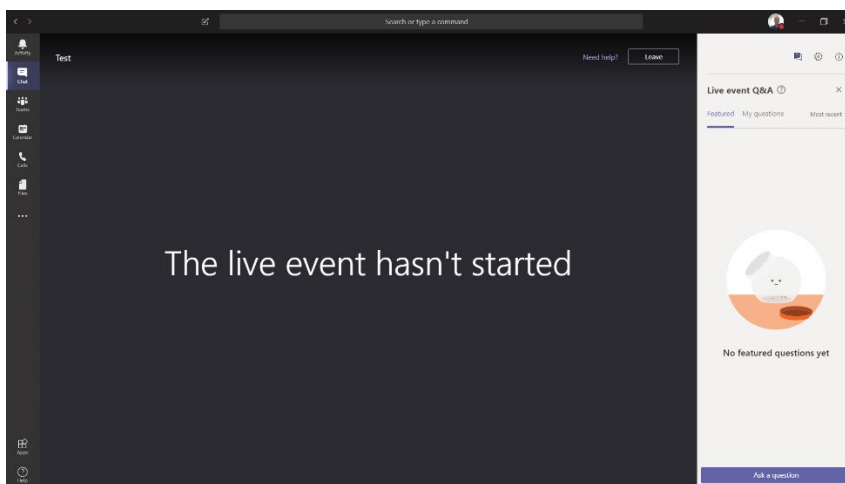 Search or type a command
Activity
Chat
Teams
Calendar
Calls
Files
Apps
Help
Test
Need help?
Leave
The live event hasn't started
Live event Q&A
Featured
My questions
Most recent
No featured questions yet
Ask a question